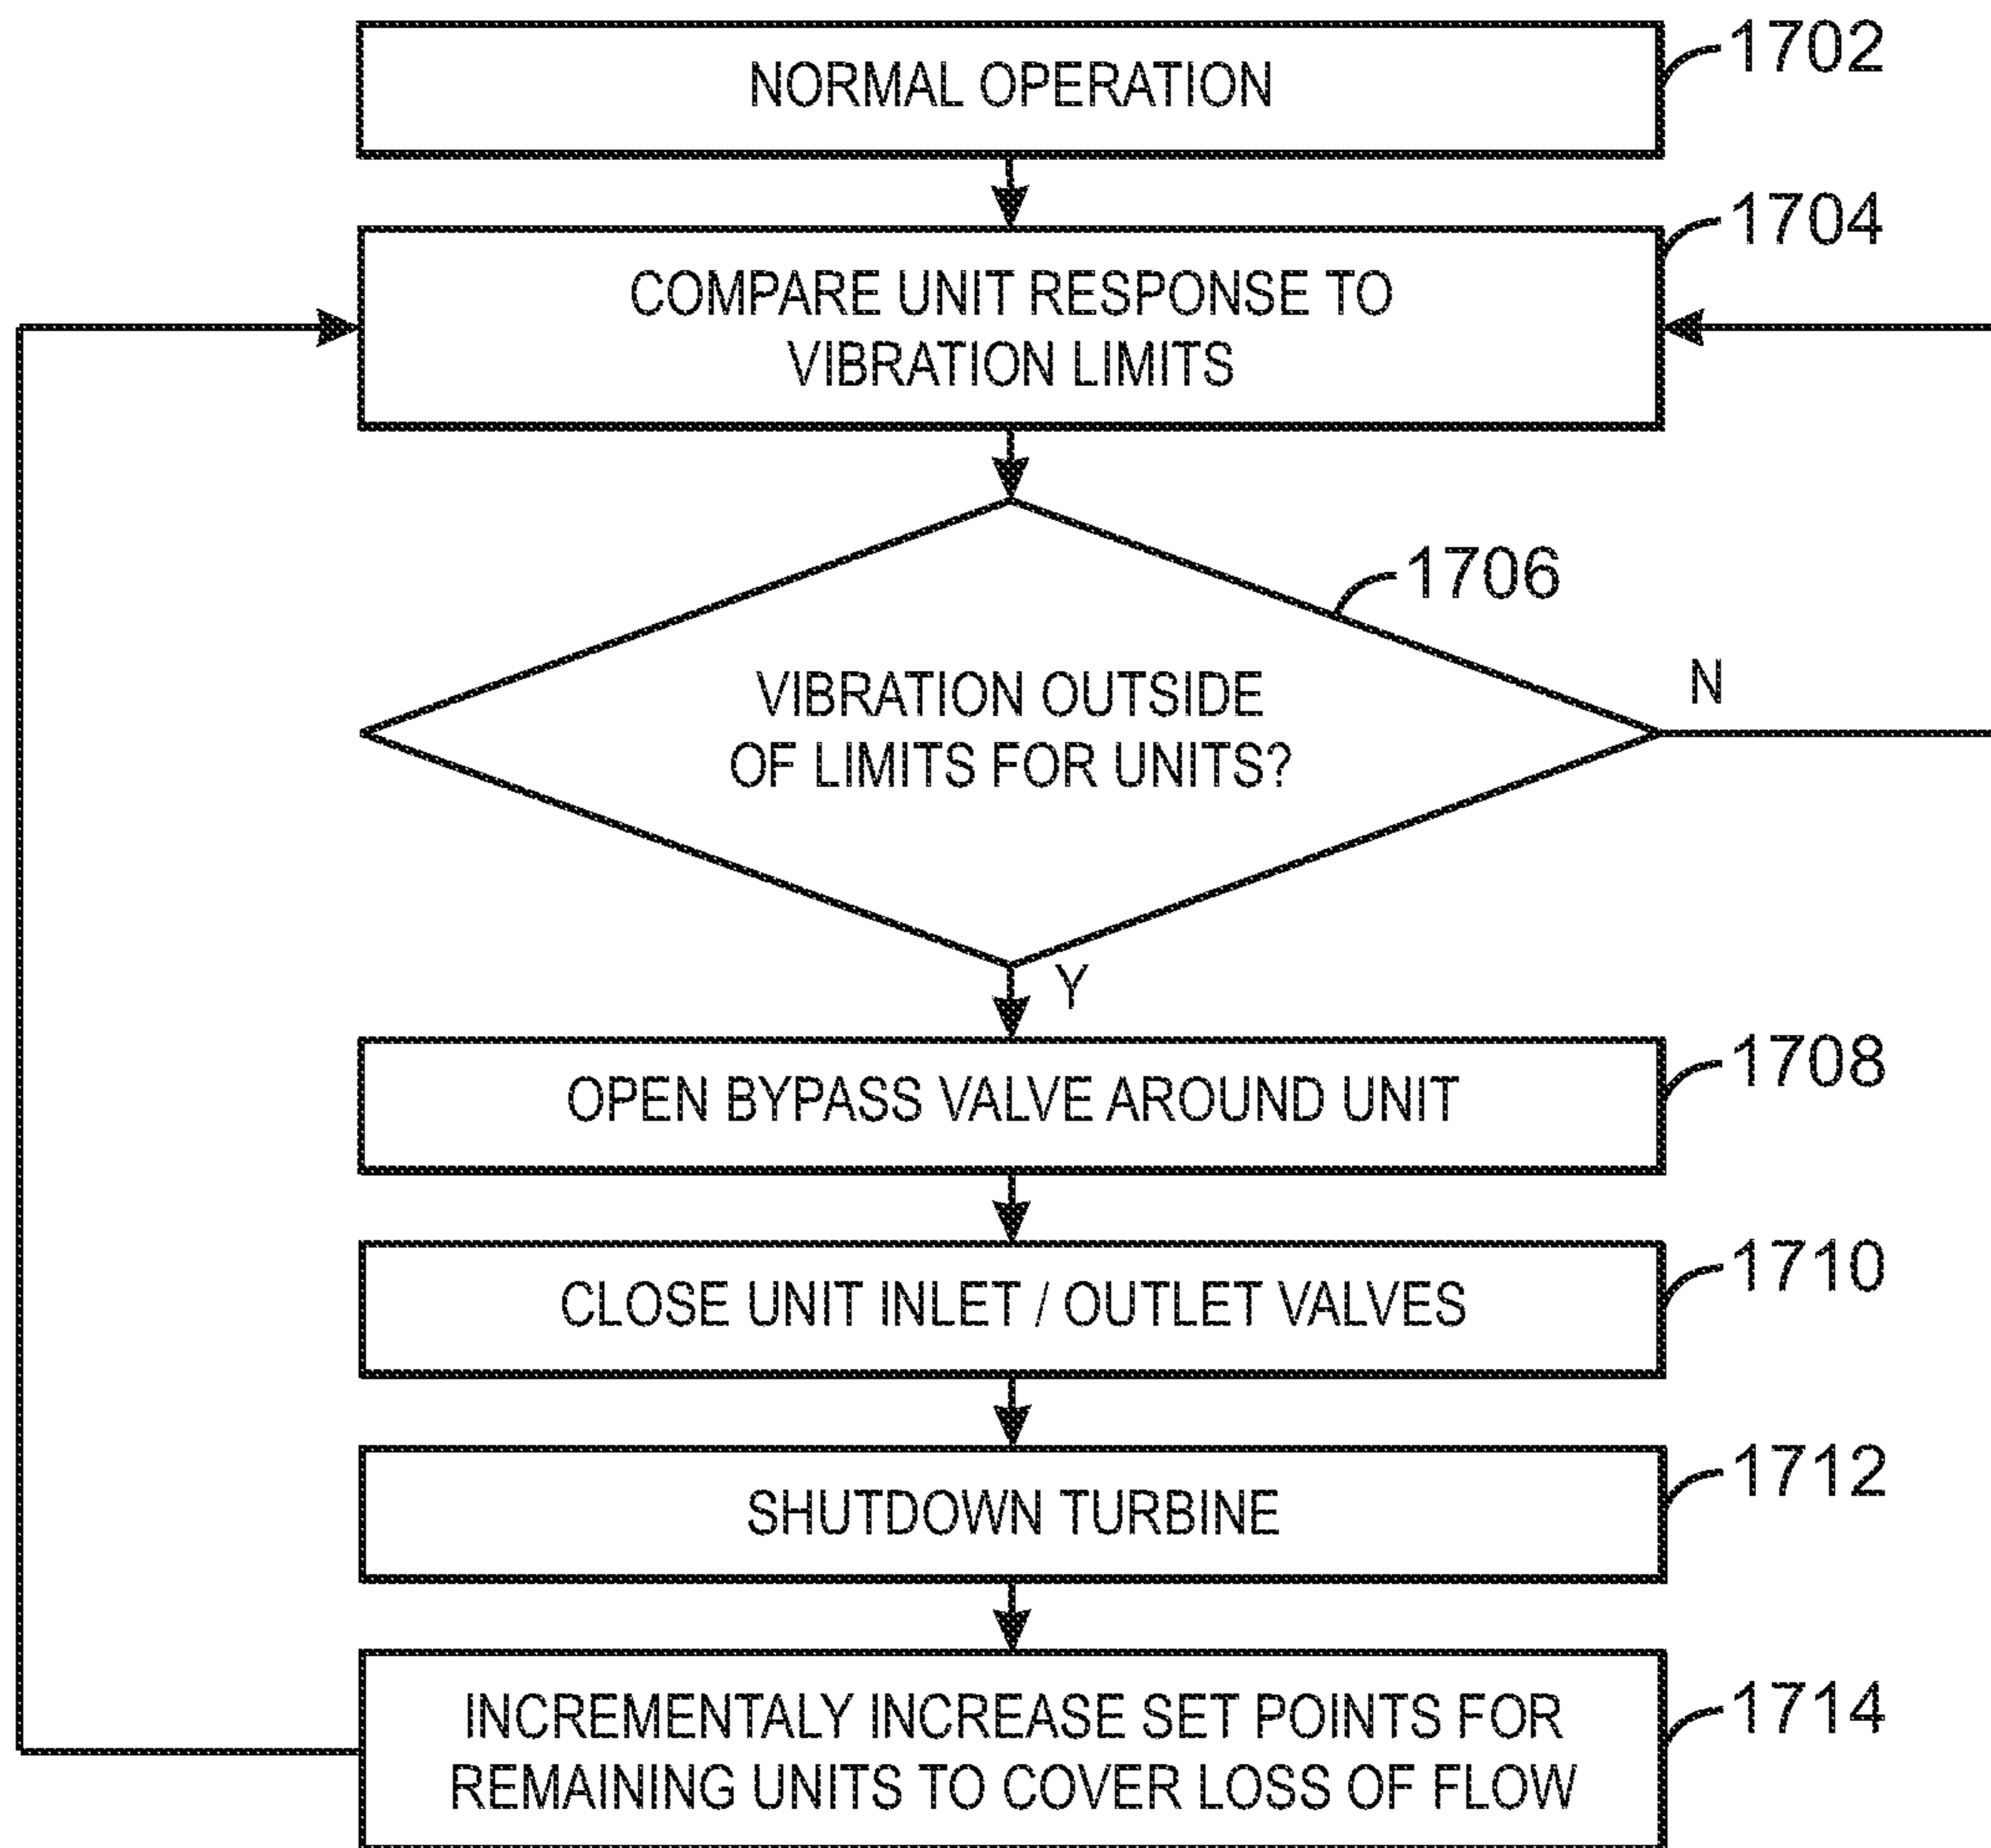 NORMAL OPERATION
1702
COMPARE UNIT RESPONSE TO
VIBRATION LIMITS
1704
VIBRATION OUTSIDE
OF LIMITS FOR UNITS?
1706
N
Y
OPEN BYPASS VALVE AROUND UNIT
1708
CLOSE UNIT INLET / OUTLET VALVES
1710
SHUTDOWN TURBINE
1712
INCREMENTALY INCREASE SET POINTS FOR
REMAINING UNITS TO COVER LOSS OF FLOW
1714